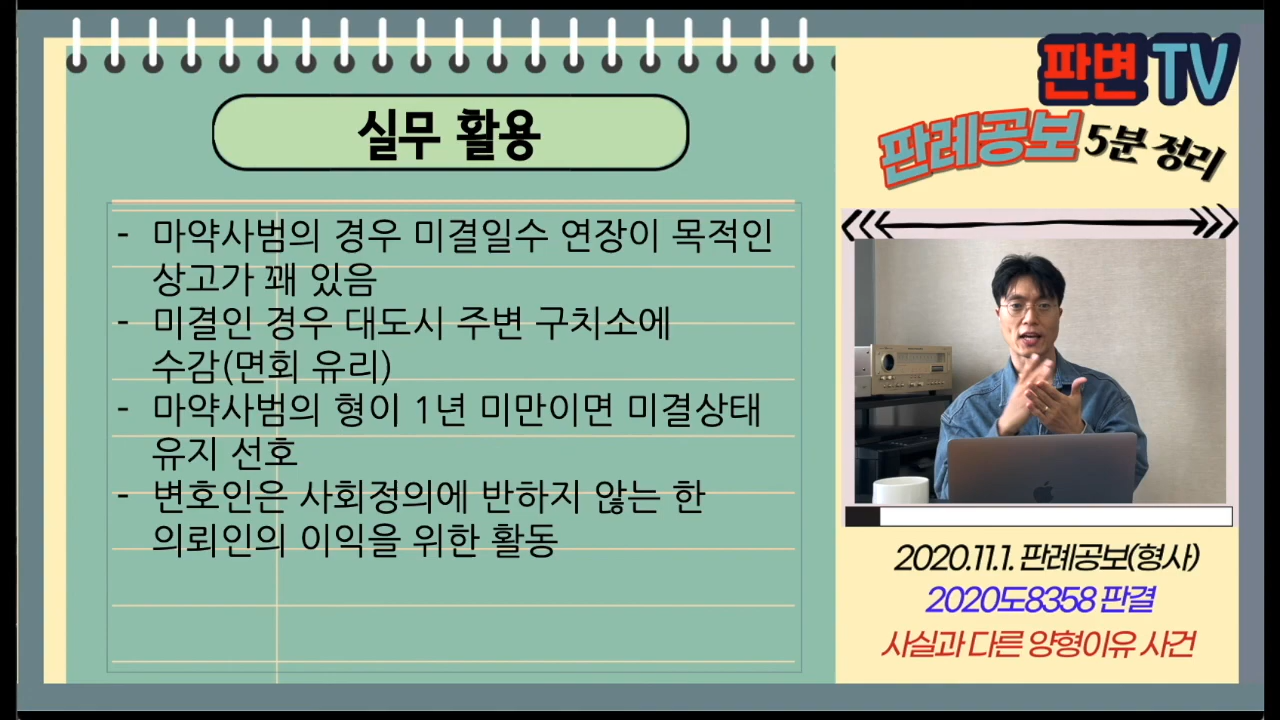 실무 활용
- 마약사범의 경우 미결일수 연장이 목적인
상고가 꽤 있음
- 미결인 경우 대도시 주변 구치소에
수감(면회 유리)
- 마약사범의 형이 1년 미만이면 미결상태
유지 선호
- 변호인은 사회정의에 반하지 않는 한
의뢰인의 이익을 위한 활동
판변 TV
판례공보 5분 정리
2020.11.1. 판례공보(형사)
2020도8358 판결
사실과 다른 양형이유 사건